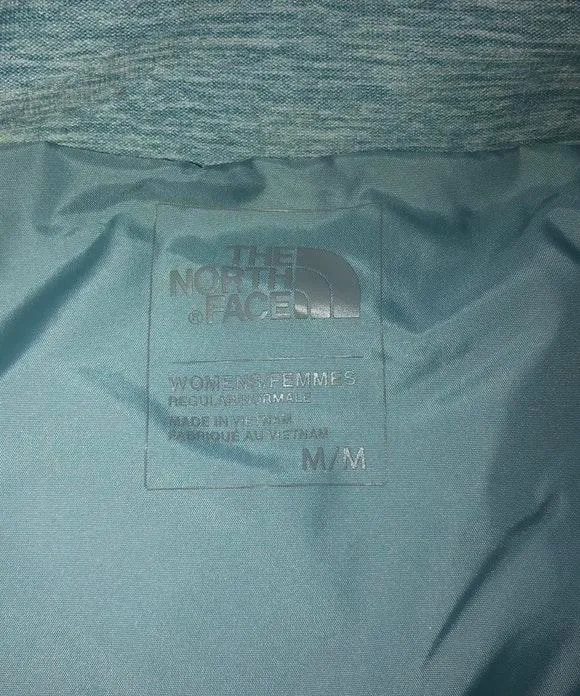 THE
NORTH
® FACE
WOMENS/FEMMES
REGULAR/NORMALE
MADE IN VIETNAM
FABRIQUÉ AU VIETNAM
M/M